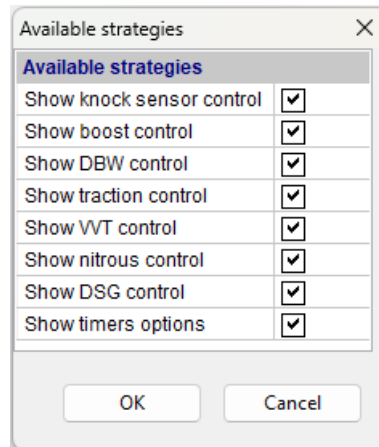 Available strategies
Available strategies
Show knock sensor control
Show boost control
Show DBW control
Show traction control
Show VVT control
Show nitrous control
Show DSG control
Show timers options
OK Cancel